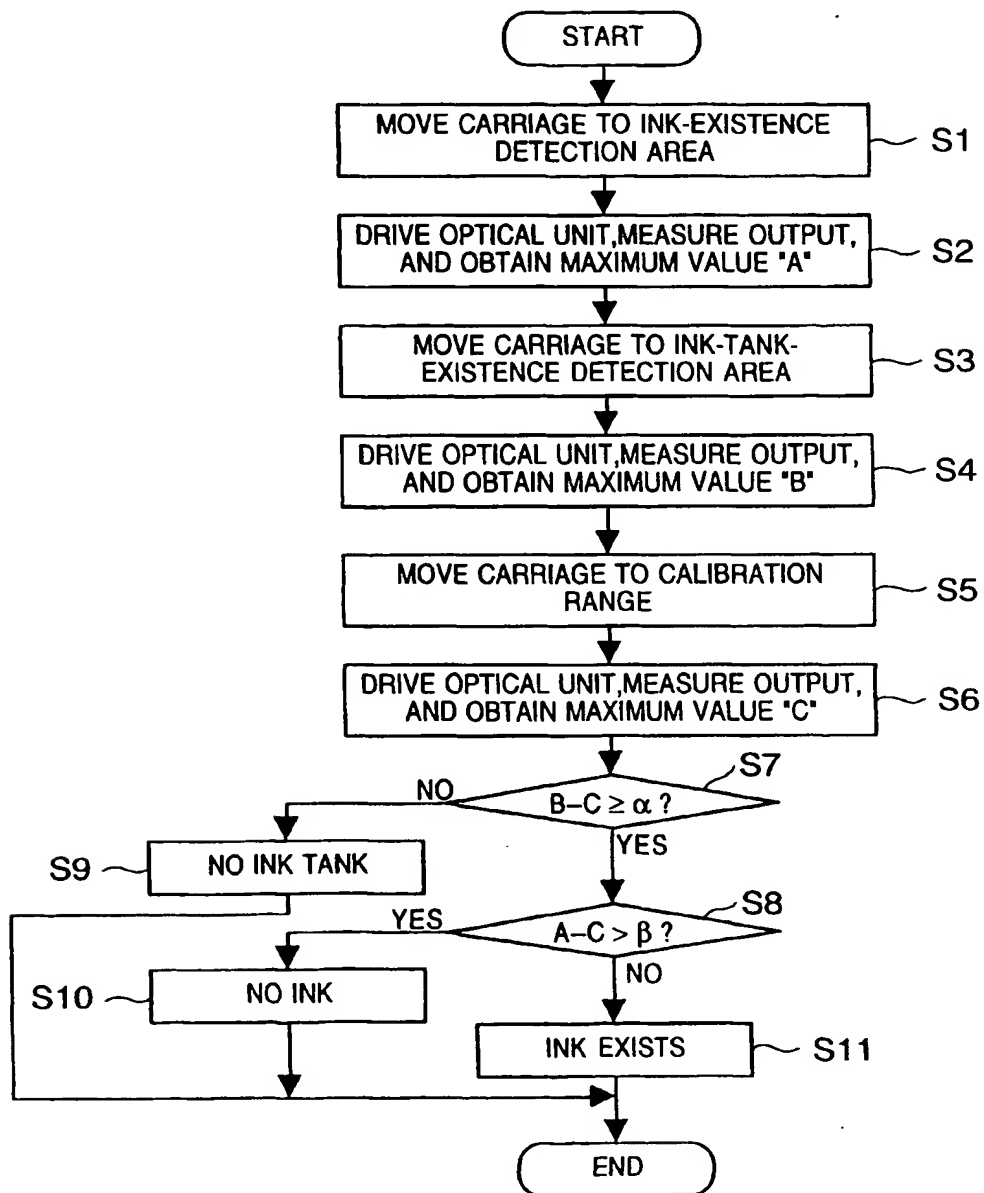 START
MOVE CARRIAGE TO INK-EXISTENCE
DETECTION AREA
S1
DRIVE OPTICAL UNIT,MEASURE OUTPUT,
AND OBTAIN MAXIMUM VALUE "A"
S2
MOVE CARRIAGE TO INK-TANK-
EXISTENCE DETECTION AREA
S3
DRIVE OPTICAL UNIT,MEASURE OUTPUT,
AND OBTAIN MAXIMUM VALUE "B"
S4
MOVE CARRIAGE TO CALIBRATION
RANGE
S5
DRIVE OPTICAL UNIT,MEASURE OUTPUT,
AND OBTAIN MAXIMUM VALUE "C"
S6
S7
B–C ≥ α ?
NO
YES
S9
NO INK TANK
S8
A–C > β ?
YES
NO
S10
NO INK
INK EXISTS
S11
END